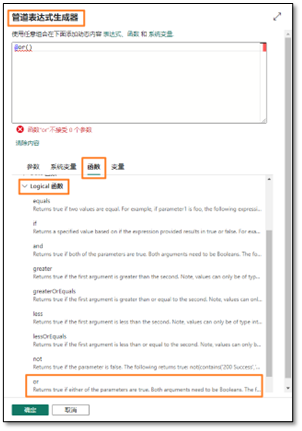 管道表达式生成器
使用任意组合在下面添加动态内容 表达式、函数 和 系统变量
@or()
函数"or"不接受 0 个参数
清除内容
参数 系统变量 函数 变量
Logical 函数
equals
Returns true if two values are equal. For example, if parameter1 is foo, the following expressi...
if
Returns a specified value based on if the expression provided results in true or false. For exa...
and
Returns true if both of the parameters are true. Both arguments need to be Booleans. The fo...
greater
Returns true if the first argument is greater than the second. Note, values can only be of type...
greaterOrEquals
Returns true if the first argument is greater than or equal to the second. Note, values can onl...
less
Returns true if the first argument is less than the second. Note, values can only be of type int...
lessOrEquals
Returns true if the first argument is less than or equal to the second. Note, values can only b...
not
Returns true if the parameter is false. The following returns true: not(contains('200 Success','...
or
Returns true if either of the parameters are true. Both arguments need to be Booleans. The f...
确定 取消